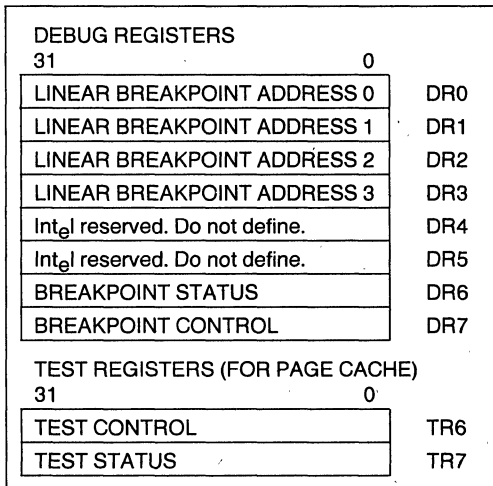 DEBUG REGISTERS
31 0
LINEAR BREAKPOINT ADDRESS 0 DR0
LINEAR BREAKPOINT ADDRESS 1 DR1
LINEAR BREAKPOINT ADDRESS 2 DR2
LINEAR BREAKPOINT ADDRESS 3 DR3
Intel reserved. Do not define. DR4
Intel reserved. Do not define. DR5
BREAKPOINT STATUS DR6
BREAKPOINT CONTROL DR7
TEST REGISTERS (FOR PAGE CACHE)
31 0
TEST CONTROL TR6
TEST STATUS TR7